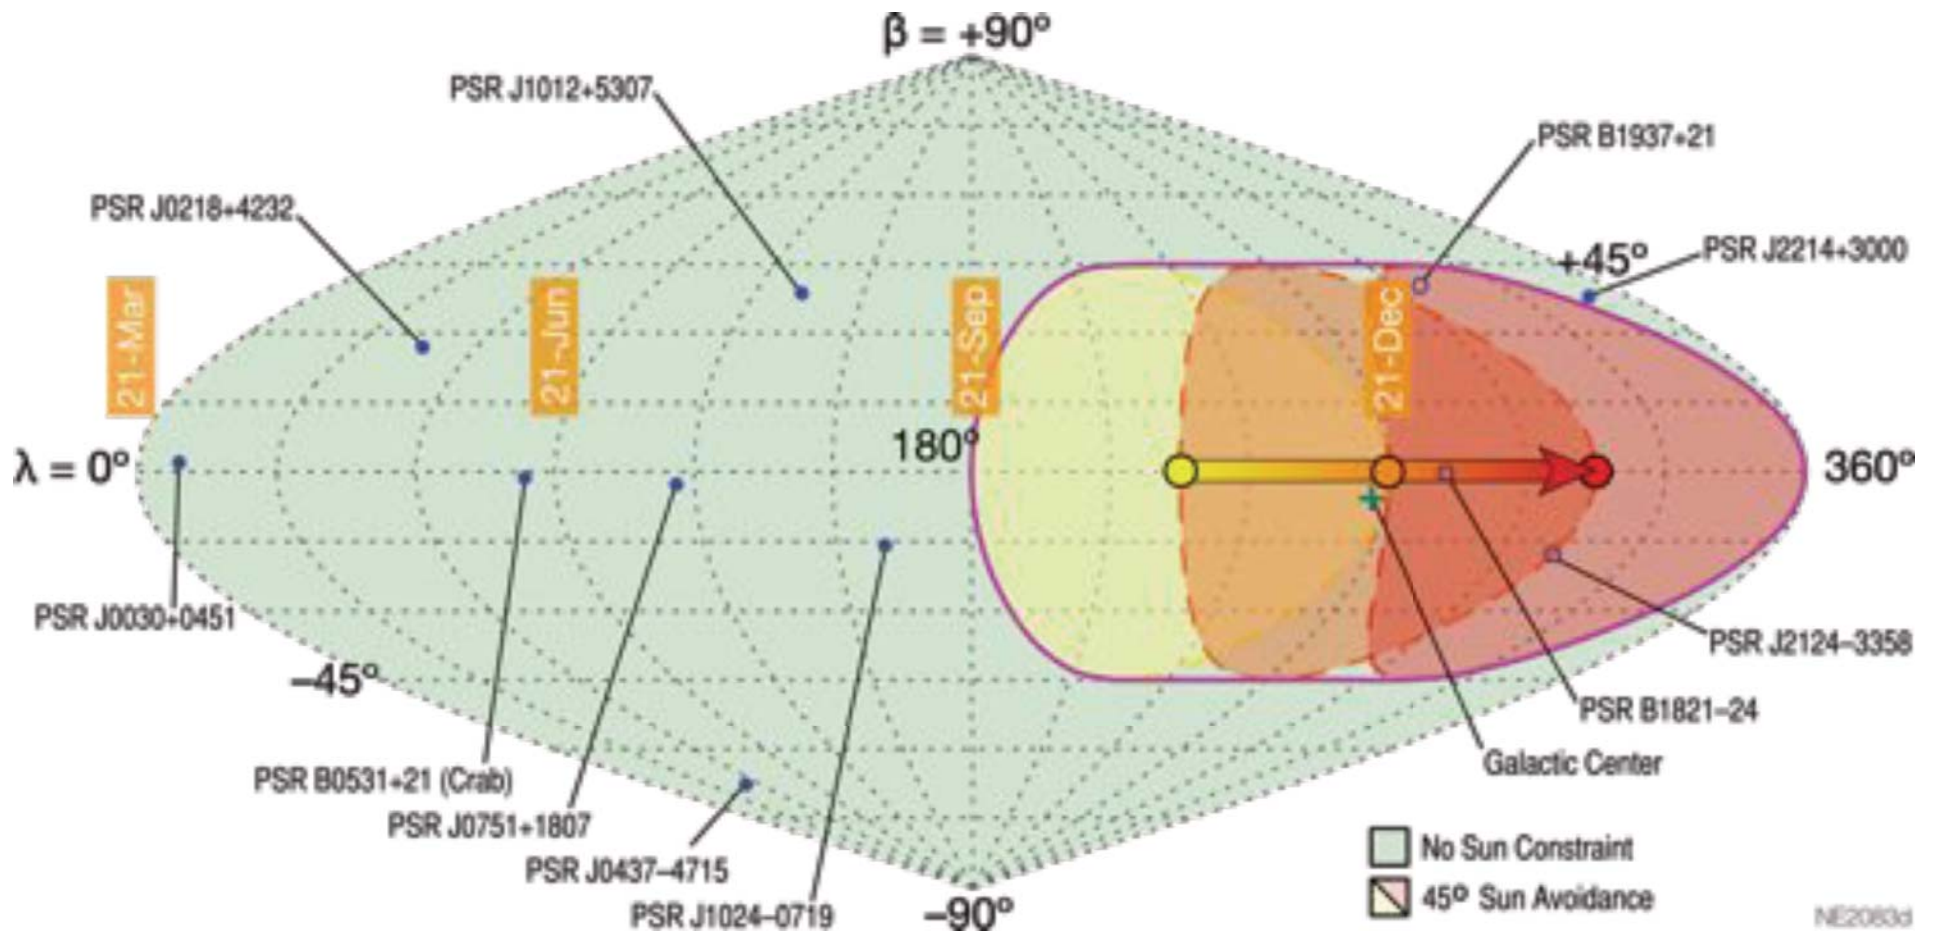 β = +90°
PSR J1012+5307
PSR B1937+21
PSR J0218+4232
+45°
PSR J2214+3000
21-Mar
21-Jun
21-Sep
21-Dec
180°
λ = 0°
360°
PSR J0030+0451
PSR J2124–3358
–45°
PSR B1821–24
Galactic Center
PSR B0531+21 (Crab)
PSR J0751+1807
PSR J0437–4715
PSR J1024–0719
–90°
No Sun Constraint
45° Sun Avoidance
NE2083d